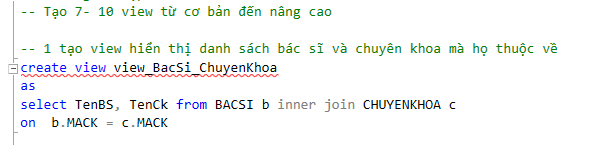 -- Tạo 7- 10 view từ cơ bản đến nâng cao
-- 1 tạo view hiển thị danh sách bác sĩ và chuyên khoa mà họ thuộc về
create view view_BacSi_ChuyenKhoa
as
select TenBS, TenCk from BACSI b inner join CHUYENKHOA c
on  b.MACK = c.MACK